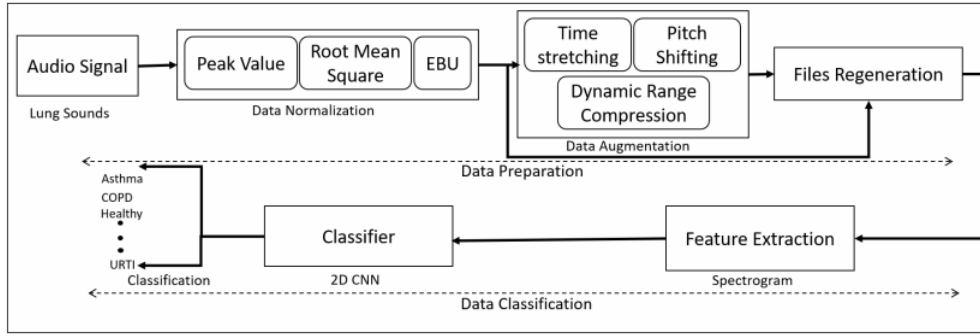 Audio Signal
Lung Sounds
Peak Value
Root Mean
Square
EBU
Data Normalization
Time
stretching
Pitch
Shifting
Dynamic Range
Compression
Data Augmentation
Files Regeneration
Data Preparation
Asthma
COPD
Healthy
URTI
Classification
Classifier
2D CNN
Feature Extraction
Spectrogram
Data Classification